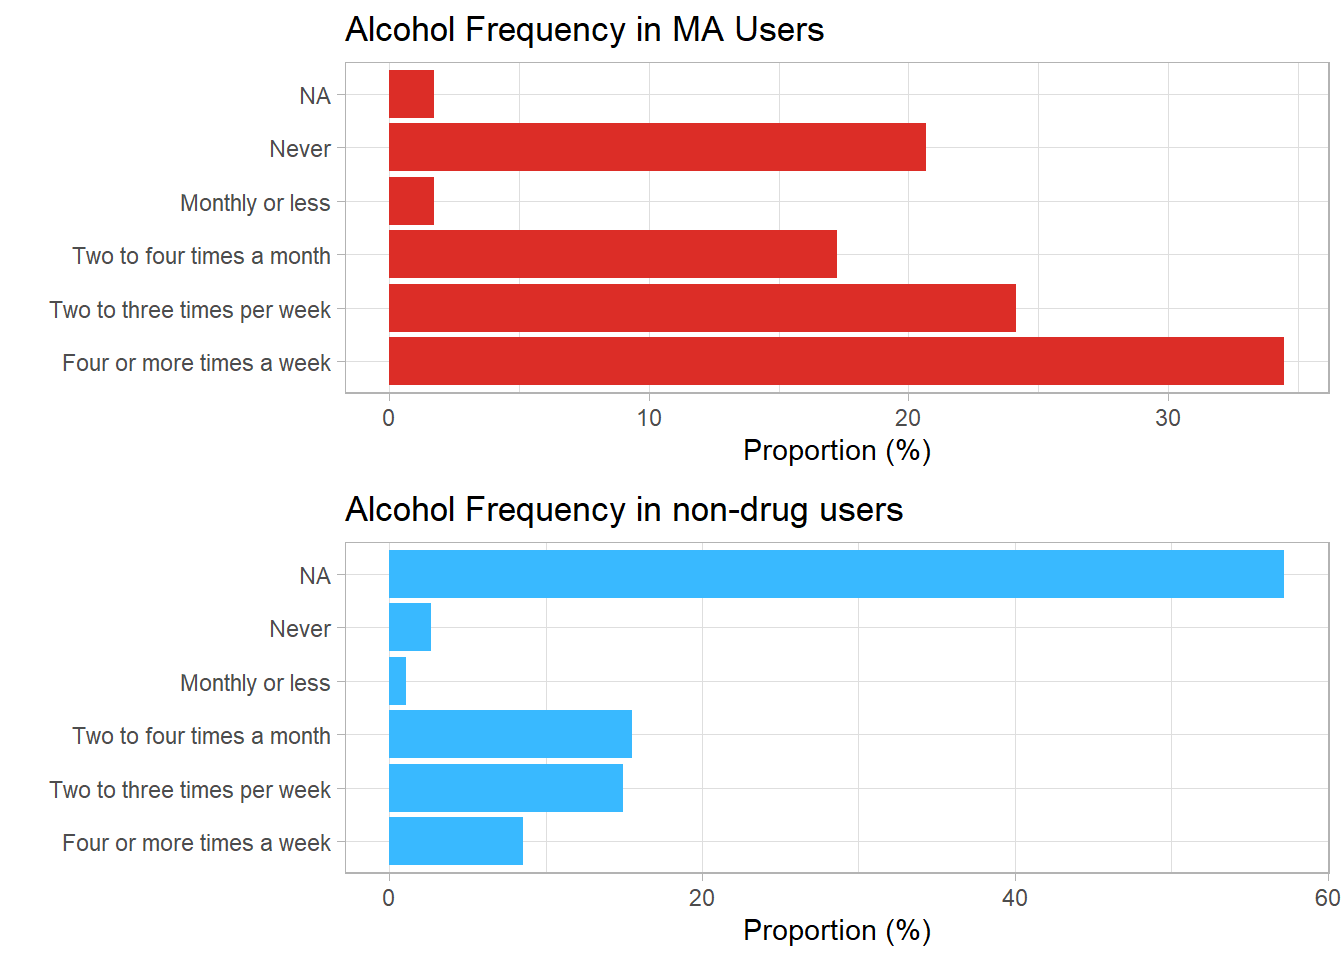 Alcohol Frequency in MA Users
NA
Never
Monthly or less
Two to four times a month
Two to three times per week
Four or more times a week
0 10 20 30
Proportion (%)
Alcohol Frequency in non-drug users
NA
Never
Monthly or less
Two to four times a month
Two to three times per week
Four or more times a week
0 20 40 60
Proportion (%)